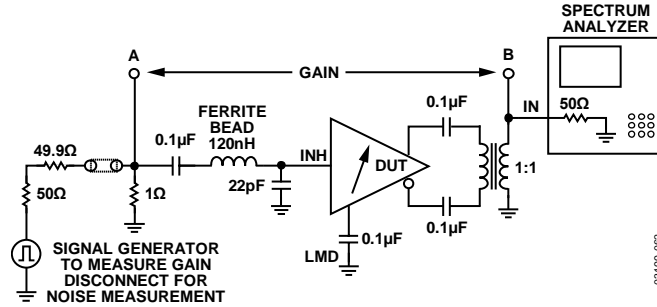 SPECTRUM
ANALYZER
A
GAIN
B
FERRITE
BEAD
120nH
0.1µF
0.1µF
IN
50Ω
49.9Ω
50Ω
1Ω
22pF
INH
DUT
1:1
0.1µF
0.1µF
LMD
SIGNAL GENERATOR
TO MEASURE GAIN
DISCONNECT FOR
NOISE MEASUREMENT